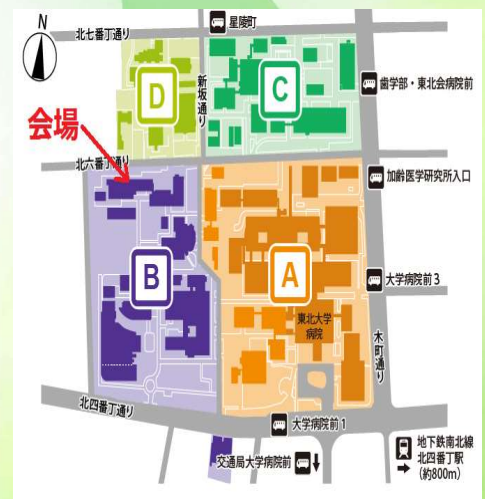 N
北七番丁通り
星陵町
新坂通り
D
C
歯学部・東北会病院前
会場
北六番丁通り
加齢医学研究所入口
B
A
大学病院前3
東北大学
病院
木町通り
北四番丁通り
大学病院前1
交通局大学病院前
地下鉄南北線
北四番丁駅
(約800m)